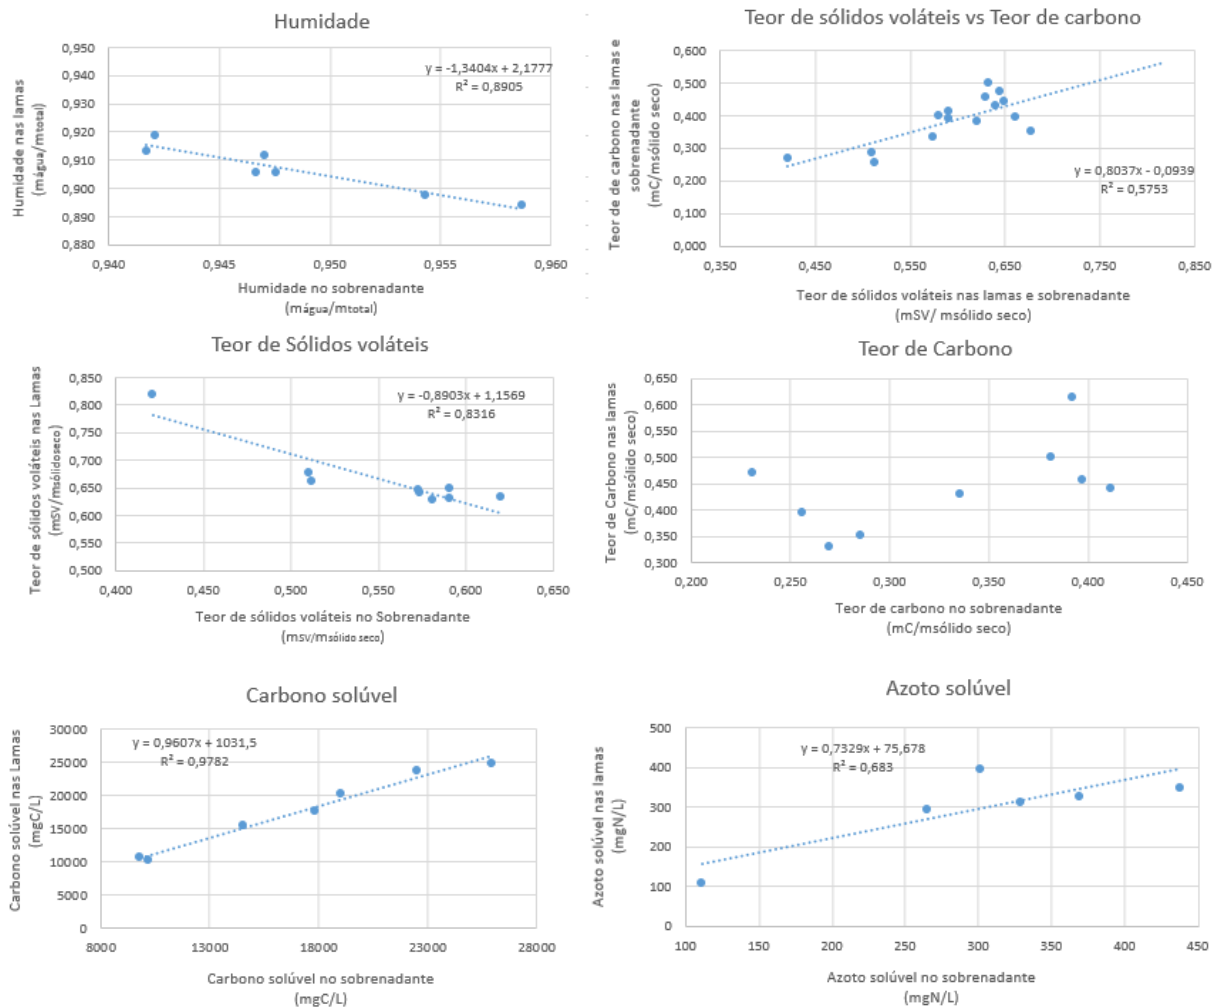 Humidade
Humidade nas lamas
(mágua/mtotal)
0,950
0,940
0,930
0,920
0,910
0,900
0,890
0,880
y = -1,3404x + 2,1777
R² = 0,8905
0,940 0,945 0,950 0,955 0,960
Humidade no sobrenadante
(mágua/mtotal)
Teor de sólidos voláteis vs Teor de carbono
Teor de de carbono nas lamas e
sobrenadante
(mC/msólido seco)
0,600
0,500
0,400
0,300
0,200
0,100
0,000
y = 0,8037x - 0,0939
R² = 0,5753
0,350 0,450 0,550 0,650 0,750 0,850
Teor de sólidos voláteis nas lamas e sobrenadante
(mSV/ msólido seco)
Teor de Sólidos voláteis
Teor de sólidos voláteis nas Lamas
(mSV/msólidoseco)
0,850
0,800
0,750
0,700
0,650
0,600
0,550
0,500
y = -0,8903x + 1,1569
R² = 0,8316
0,400 0,450 0,500 0,550 0,600 0,650
Teor de sólidos voláteis no Sobrenadante
(msv/msólido seco)
Teor de Carbono
Teor de Carbono nas lamas
(mC/msólido seco)
0,650
0,600
0,550
0,500
0,450
0,400
0,350
0,300
0,200 0,250 0,300 0,350 0,400 0,450
Teor de carbono no sobrenadante
(mC/msólido seco)
Carbono solúvel
Carbono solúvel nas Lamas
(mgC/L)
30000
25000
20000
15000
10000
5000
0
y = 0,9607x + 1031,5
R² = 0,9782
8000 13000 18000 23000 28000
Carbono solúvel no sobrenadante
(mgC/L)
Azoto solúvel
Azoto solúvel nas lamas
(mgN/L)
500
400
300
200
100
0
y = 0,7329x + 75,678
R² = 0,683
100 150 200 250 300 350 400 450
Azoto solúvel no sobrenadante
(mgN/L)